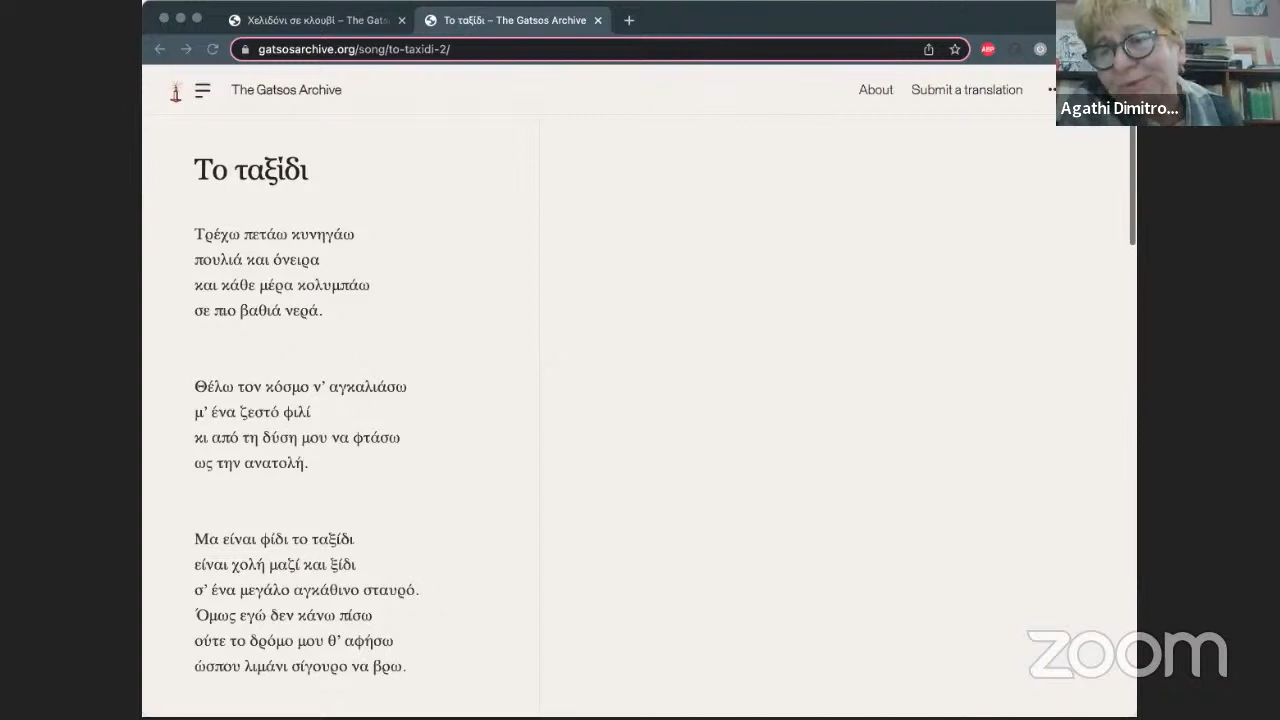 Χελιδόνι σε κλουβί – The Gats
Το ταξίδι – The Gatsos Archive
gatsosarchive.org/song/to-taxidi-2/
ABP
The Gatsos Archive
About
Submit a translation
Agathi Dimitro...
Το ταξίδι
Τρέχω πετάω κυνηγάω
πουλιά και όνειρα
και κάθε μέρα κολυμπάω
σε πιο βαθιά νερά.
Θέλω τον κόσμο ν’ αγκαλιάσω
μ’ ένα ζεστό φιλί
κι από τη δύση μου να φτάσω
ως την ανατολή.
Μα είναι φίδι το ταξίδι
είναι χολή μαζί και ξίδι
σ’ ένα μεγάλο αγκάθινο σταυρό.
Όμως εγώ δεν κάνω πίσω
ούτε το δρόμο μου θ’ αφήσω
ώσπου λιμάνι σίγουρο να βρω.
zoom